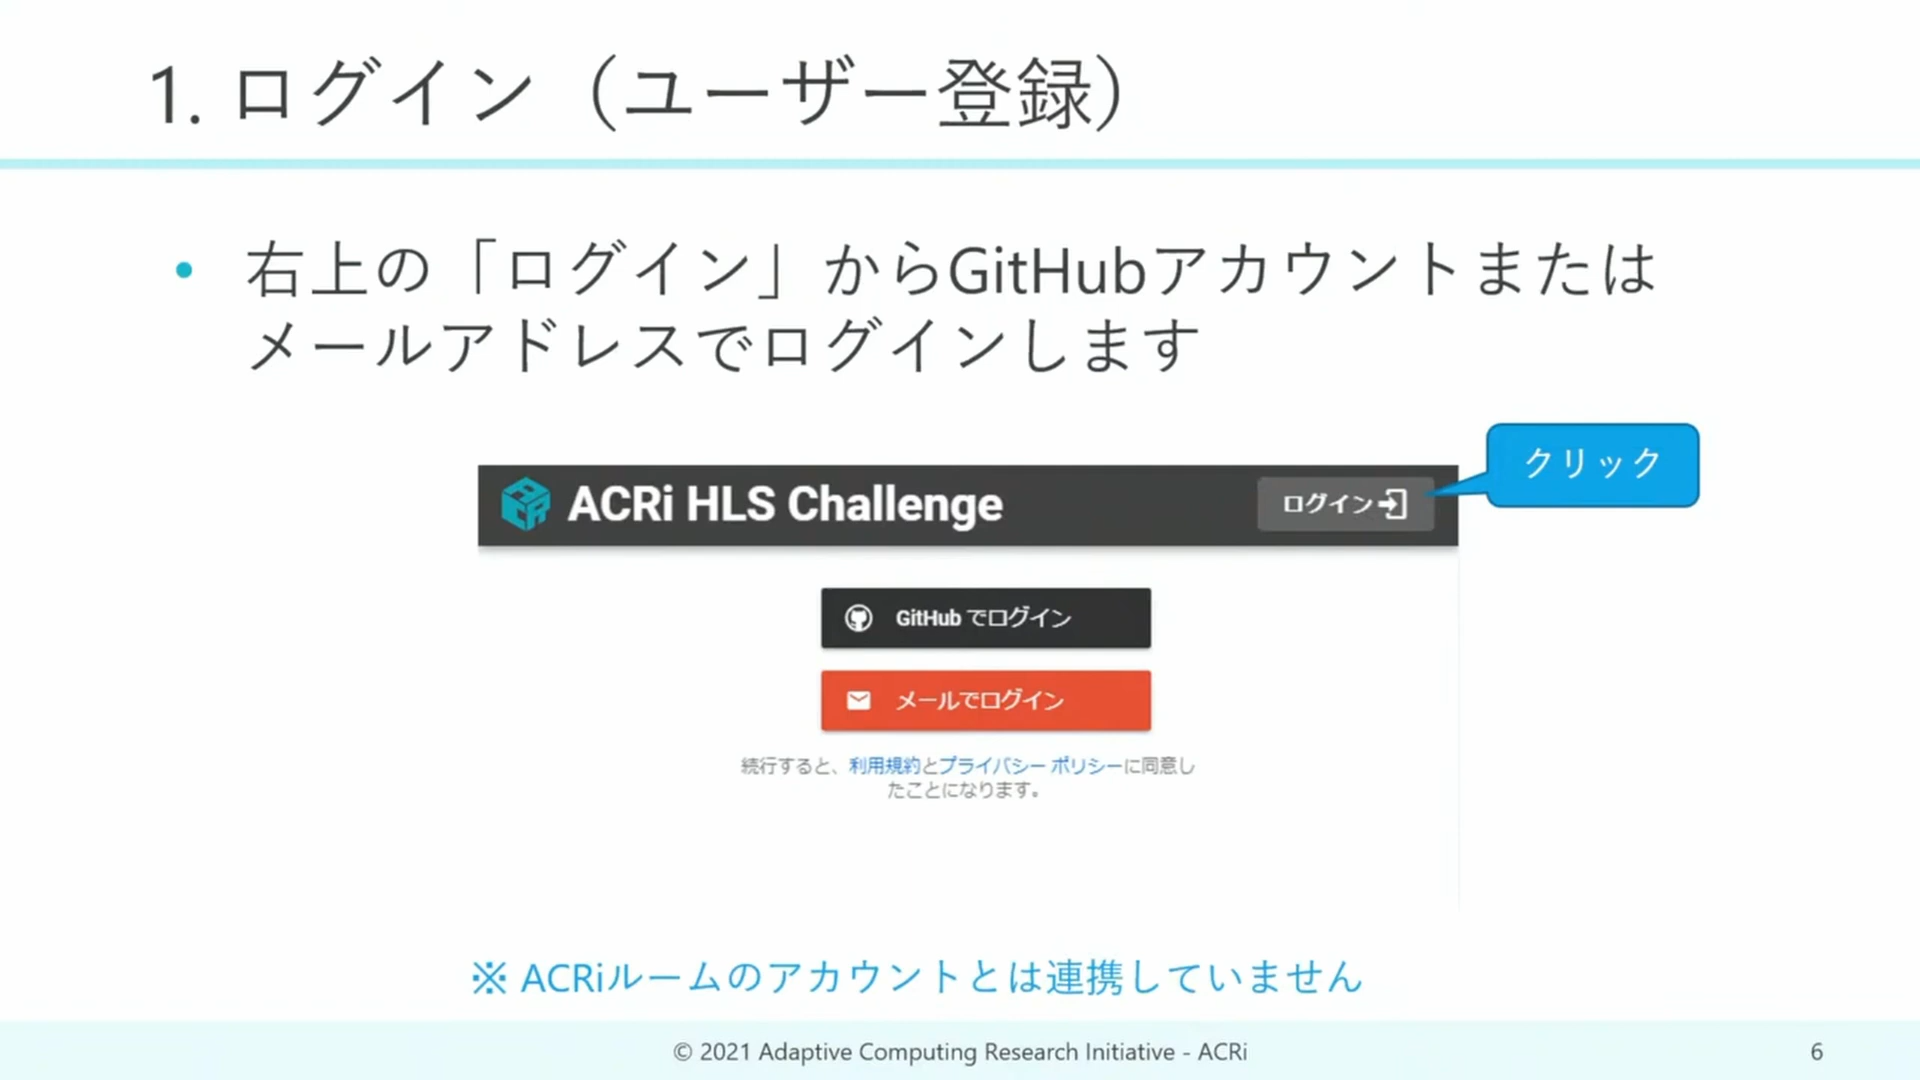 1. ログイン（ユーザー登録）
• 右上の「ログイン」からGitHubアカウントまたは
メールアドレスでログインします
クリック
ACRi HLS Challenge
ログイン
GitHub でログイン
メールでログイン
続行すると、利用規約とプライバシー ポリシーに同意し
たことになります。
※ ACRiルームのアカウントとは連携していません
© 2021 Adaptive Computing Research Initiative - ACRi
6